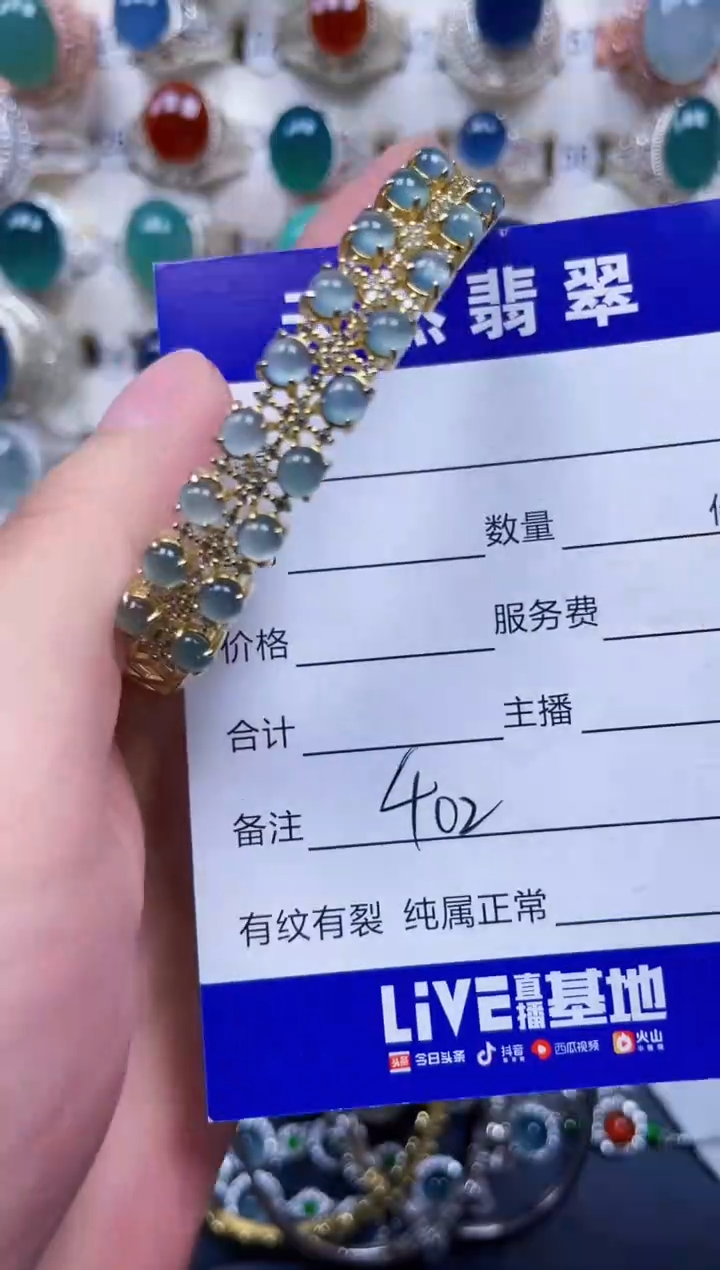 翡翠
数量
价格 服务费
合计 主播
备注 402
有纹有裂 纯属正常
LiVE直播基地
头条 今日头条 抖音 西瓜视频 火山